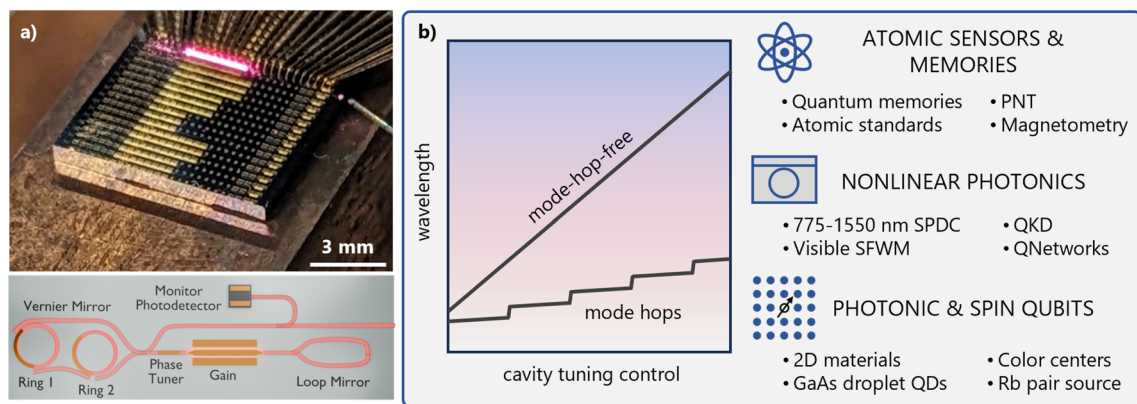 a)
3 mm
Monitor
Photodetector
Vernier Mirror
Phase
Tuner
Gain
Loop Mirror
Ring 1
Ring 2
b)
wavelength
mode-hop-free
mode hops
cavity tuning control
ATOMIC SENSORS &
MEMORIES
• Quantum memories • PNT
• Atomic standards • Magnetometry
NONLINEAR PHOTONICS
• 775-1550 nm SPDC • QKD
• Visible SFWM • QNetworks
PHOTONIC & SPIN QUBITS
• 2D materials • Color centers
• GaAs droplet QDs • Rb pair source